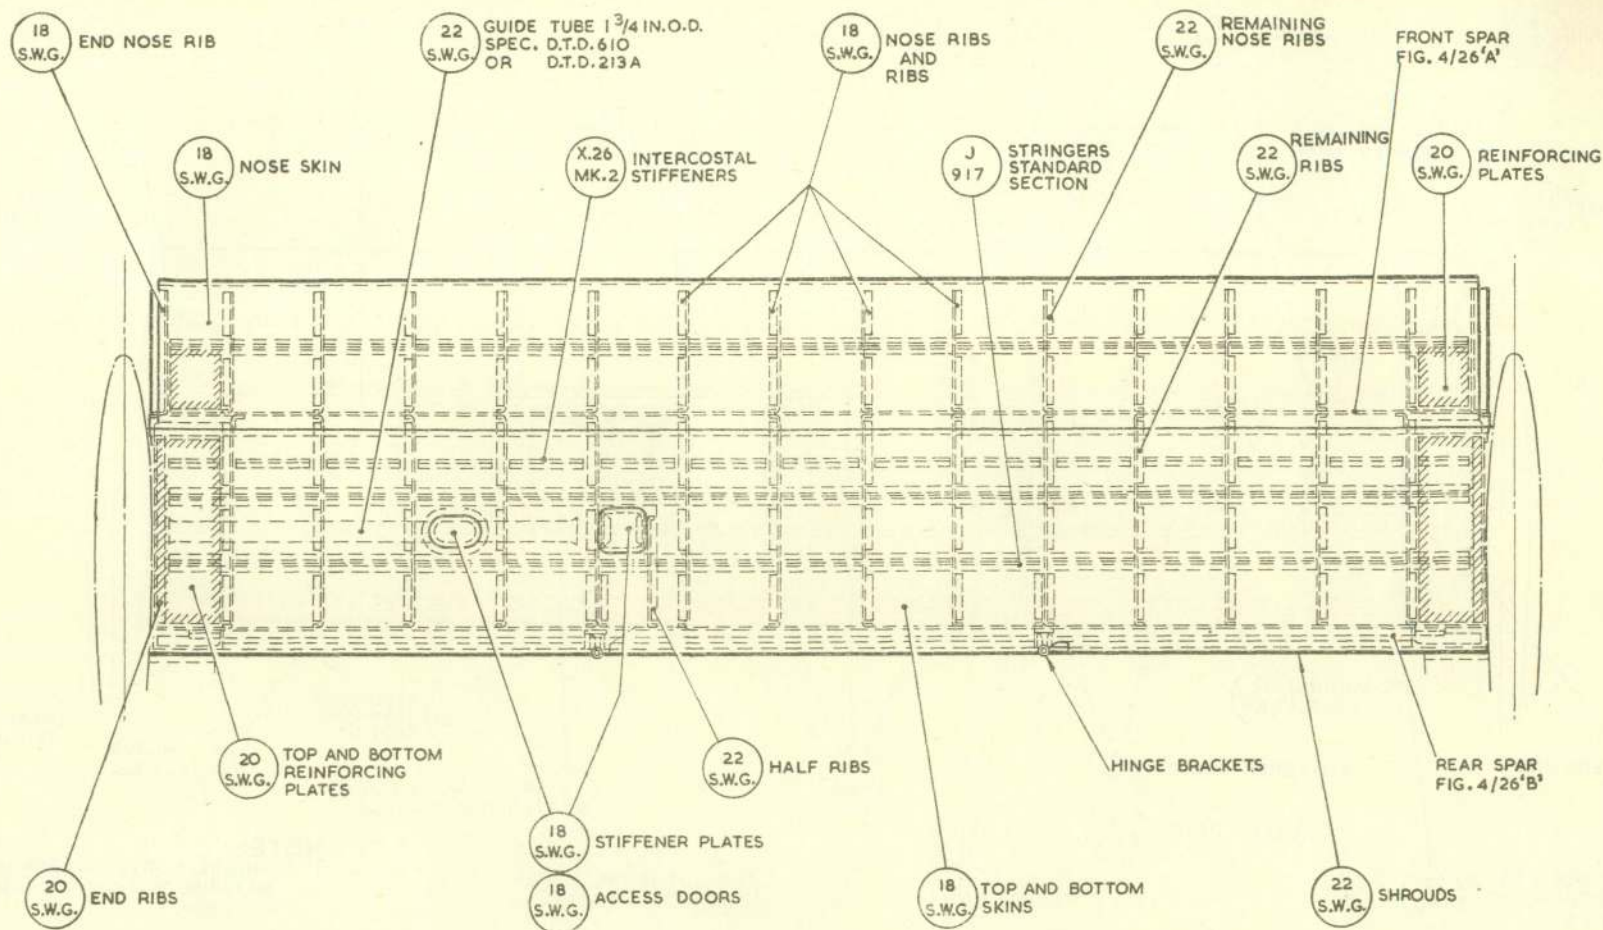 18
S.W.G.
END NOSE RIB
22
S.W.G.
GUIDE TUBE 1 3/4 IN.O.D.
SPEC. D.T.D.610
OR D.T.D.213A
18
S.W.G.
NOSE RIBS
AND
RIBS
22
S.W.G.
REMAINING
NOSE RIBS
FRONT SPAR
FIG. 4/26'A'
18
S.W.G.
NOSE SKIN
X.26
MK.2
INTERCOSTAL
STIFFENERS
J
917
STRINGERS
STANDARD
SECTION
22
S.W.G.
REMAINING
RIBS
20
S.W.G.
REINFORCING
PLATES
20
S.W.G.
TOP AND BOTTOM
REINFORCING
PLATES
22
S.W.G.
HALF RIBS
HINGE BRACKETS
REAR SPAR
FIG. 4/26'B'
18
S.W.G.
STIFFENER PLATES
20
S.W.G.
END RIBS
18
S.W.G.
ACCESS DOORS
18
S.W.G.
TOP AND BOTTOM
SKINS
22
S.W.G.
SHROUDS